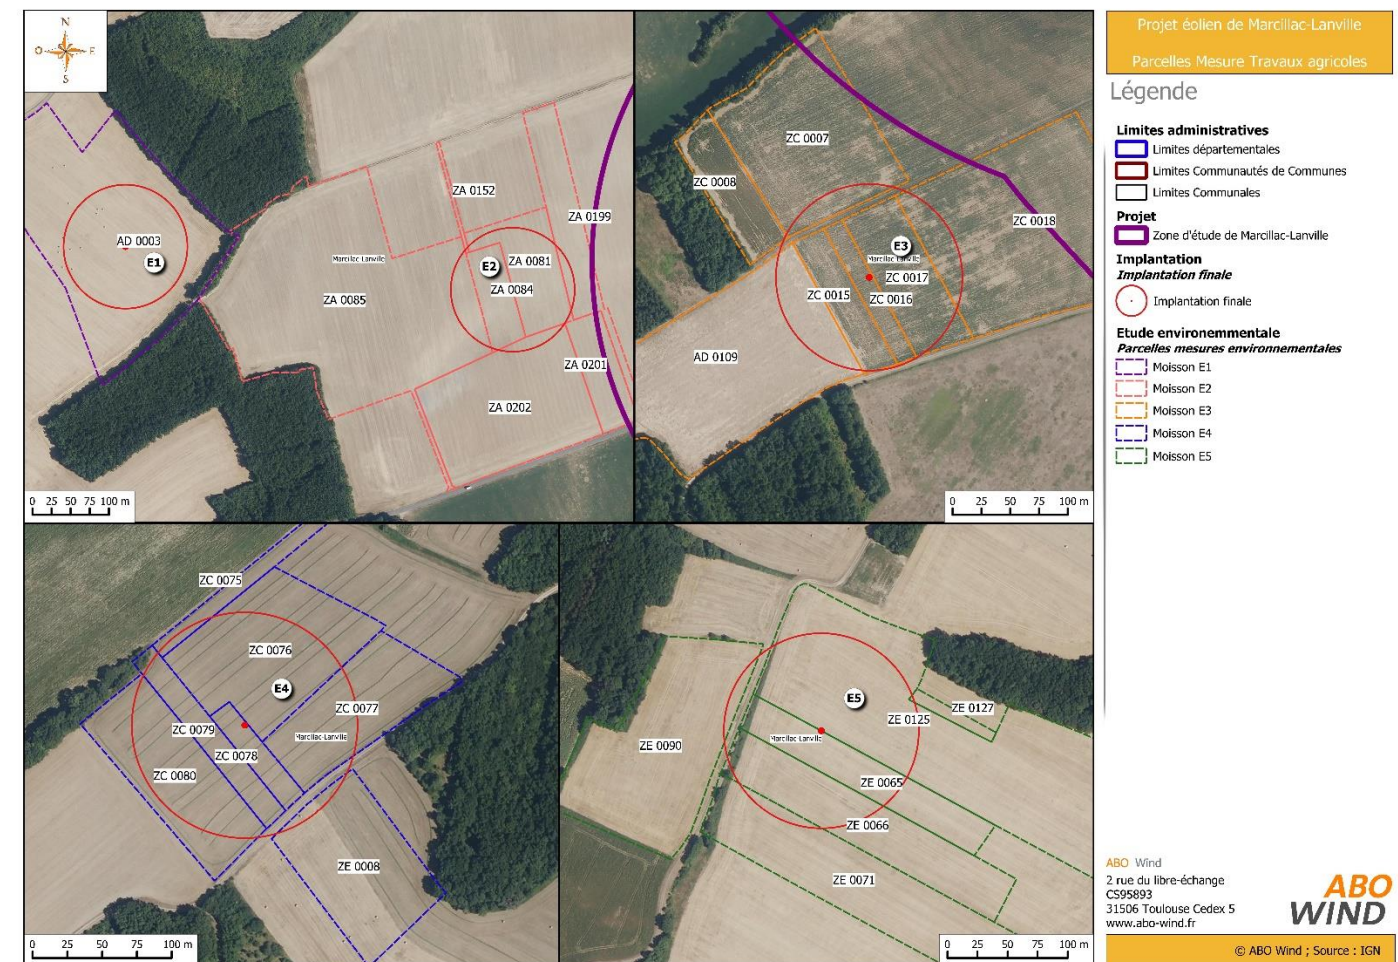 N
O E
S
AD 0003
E1
ZA 0152
ZA 0199
Marcillac-Lanville
E2
ZA 0081
ZA 0084
ZA 0085
ZA 0201
ZA 0202
0 25 50 75 100 m
ZC 0007
ZC 0008
ZC 0018
E3
Marcillac-Lanville
ZC 0017
ZC 0015
ZC 0016
AD 0109
0 25 50 75 100 m
ZC 0075
ZC 0076
E4
ZC 0077
ZC 0079
Marcillac-Lanville
ZC 0078
ZC 0080
ZE 0008
0 25 50 75 100 m
E5
ZE 0127
ZE 0125
Marcillac-Lanville
ZE 0090
ZE 0065
ZE 0066
ZE 0071
0 25 50 75 100 m
Projet éolien de Marcillac-Lanville
Parcelles Mesure Travaux agricoles
Légende
Limites administratives
Limites départementales
Limites Communautés de Communes
Limites Communales
Projet
Zone d'étude de Marcillac-Lanville
Implantation
Implantation finale
Implantation finale
Etude environnemmentale
Parcelles mesures environnementales
Moisson E1
Moisson E2
Moisson E3
Moisson E4
Moisson E5
ABO Wind
2 rue du libre-échange
CS95893
31506 Toulouse Cedex 5
www.abo-wind.fr
ABO
WIND
© ABO Wind ; Source : IGN